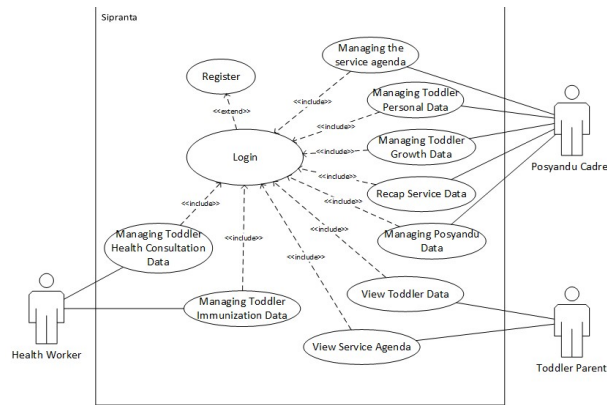 Sipranta
Managing the
service agenda
Register
<<extend>>
<<include>>
Managing Toddler
Personal Data
<<include>>
Login
<<include>>
Managing Toddler
Growth Data
Posyandu Cadre
<<include>>
Recap Service Data
<<include>>
<<include>>
Managing Posyandu
Data
Managing Toddler
Health Consultation
Data
<<include>>
<<include>>
<<include>>
Managing Toddler
Immunization Data
View Toddler Data
View Service Agenda
Health Worker
Toddler Parent